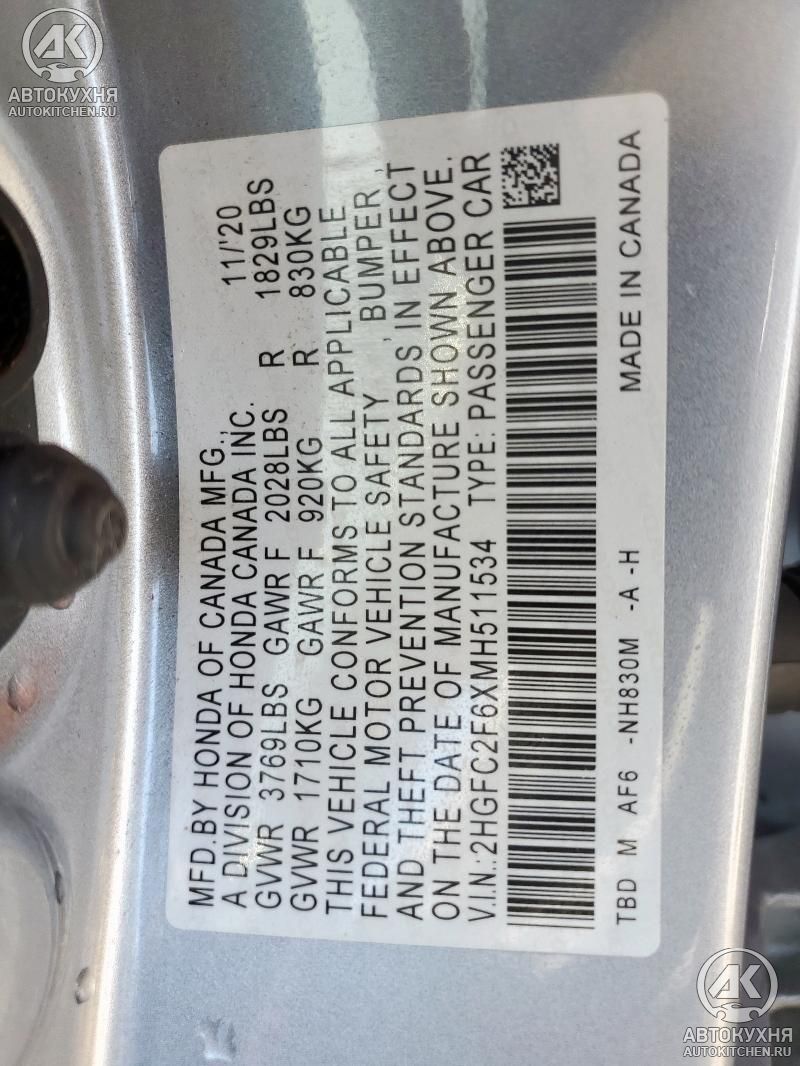 АК
АВТОКУХНЯ
AUTOKITCHEN.RU
MFD.BY HONDA OF CANADA MFG., 11/'20
A DIVISION OF HONDA CANADA INC.
GVWR 3769LBS GAWR F 2028LBS R 1829LBS
GVWR 1710KG GAWR F 920KG R 830KG
THIS VEHICLE CONFORMS TO ALL APPLICABLE
FEDERAL MOTOR VEHICLE SAFETY , BUMPER ,
AND THEFT PREVENTION STANDARDS IN EFFECT
ON THE DATE OF MANUFACTURE SHOWN ABOVE.
V.I.N.:2HGFC2F6XMH511534 TYPE: PASSENGER CAR
TBD M AF6 -NH830M -A -H MADE IN CANADA
АК
АВТОКУХНЯ
AUTOKITCHEN.RU